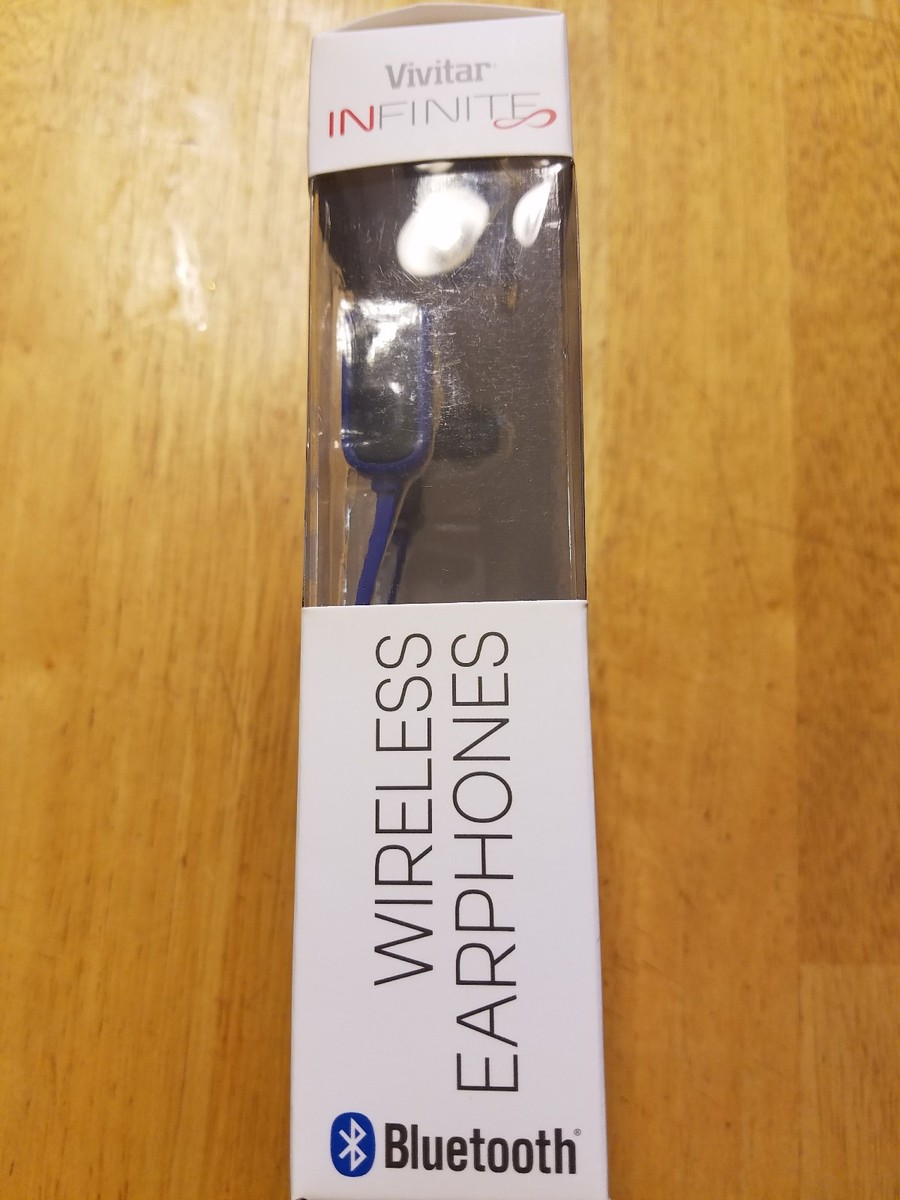 Vivitar
INFINITE
WIRELESS
EARPHONES
Bluetooth®